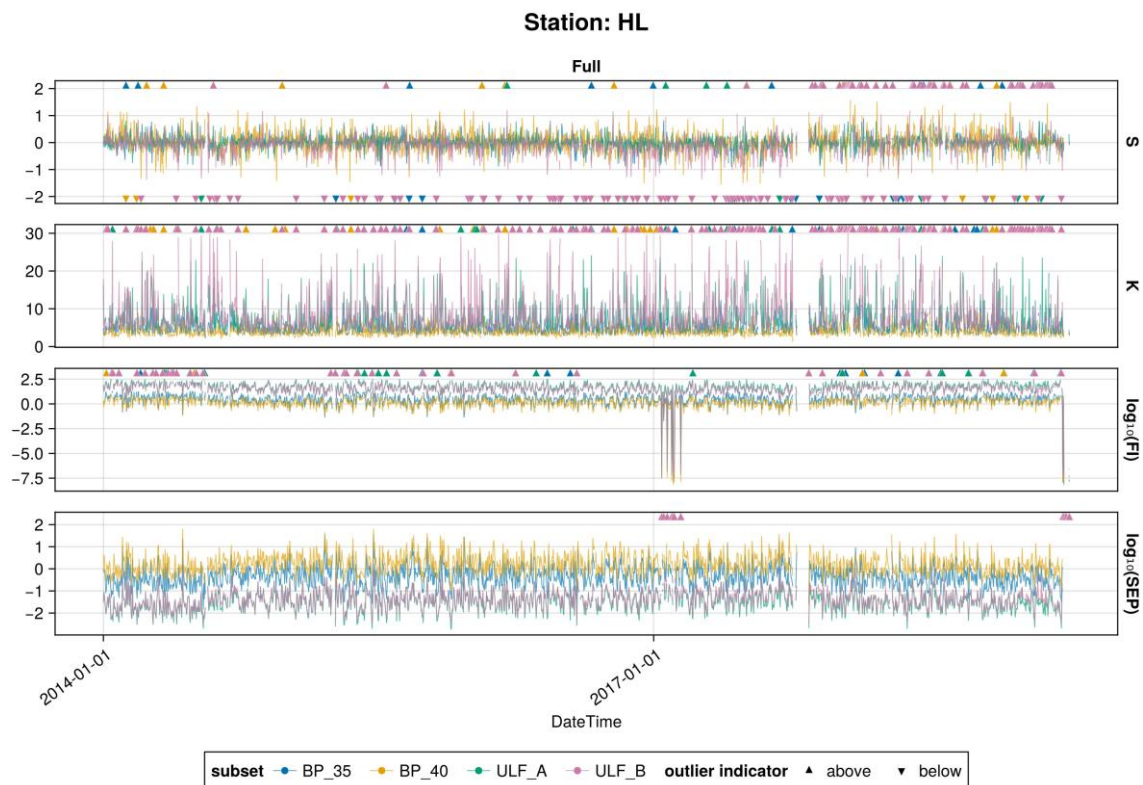 Station: HL
Full
2
1
0
−1
−2
S
30
20
10
0
K
2.5
0.0
−2.5
−5.0
−7.5
log₁₀(FI)
2
1
0
−1
−2
log₁₀(SEP)
2014-01-01
2017-01-01
DateTime
subset BP_35 BP_40 ULF_A ULF_B outlier indicator above below